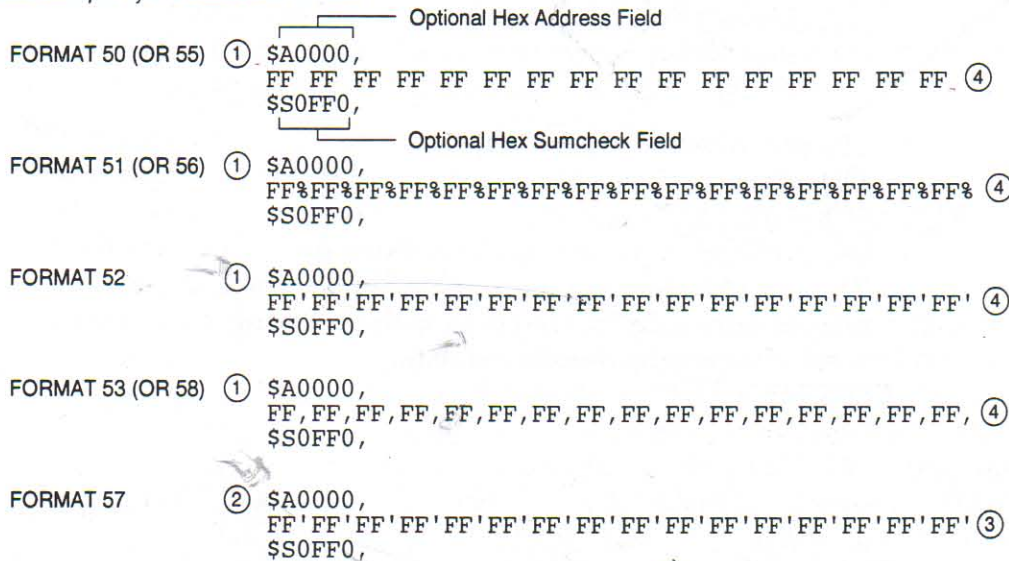 Optional Hex Address Field
FORMAT 50 (OR 55) ① $A0000,
FF FF FF FF FF FF FF FF FF FF FF FF FF FF FF FF ④
$S0FF0,
Optional Hex Sumcheck Field
FORMAT 51 (OR 56) ① $A0000,
FF%FF%FF%FF%FF%FF%FF%FF%FF%FF%FF%FF%FF%FF%FF%FF% ④
$S0FF0,
FORMAT 52 ① $A0000,
FF'FF'FF'FF'FF'FF'FF'FF'FF'FF'FF'FF'FF'FF'FF'FF' ④
$S0FF0,
FORMAT 53 (OR 58) ① $A0000,
FF,FF,FF,FF,FF,FF,FF,FF,FF,FF,FF,FF,FF,FF,FF,FF, ④
$S0FF0,
FORMAT 57 ② $A0000,
FF'FF'FF'FF'FF'FF'FF'FF'FF'FF'FF'FF'FF'FF'FF'FF' ③
$S0FF0,